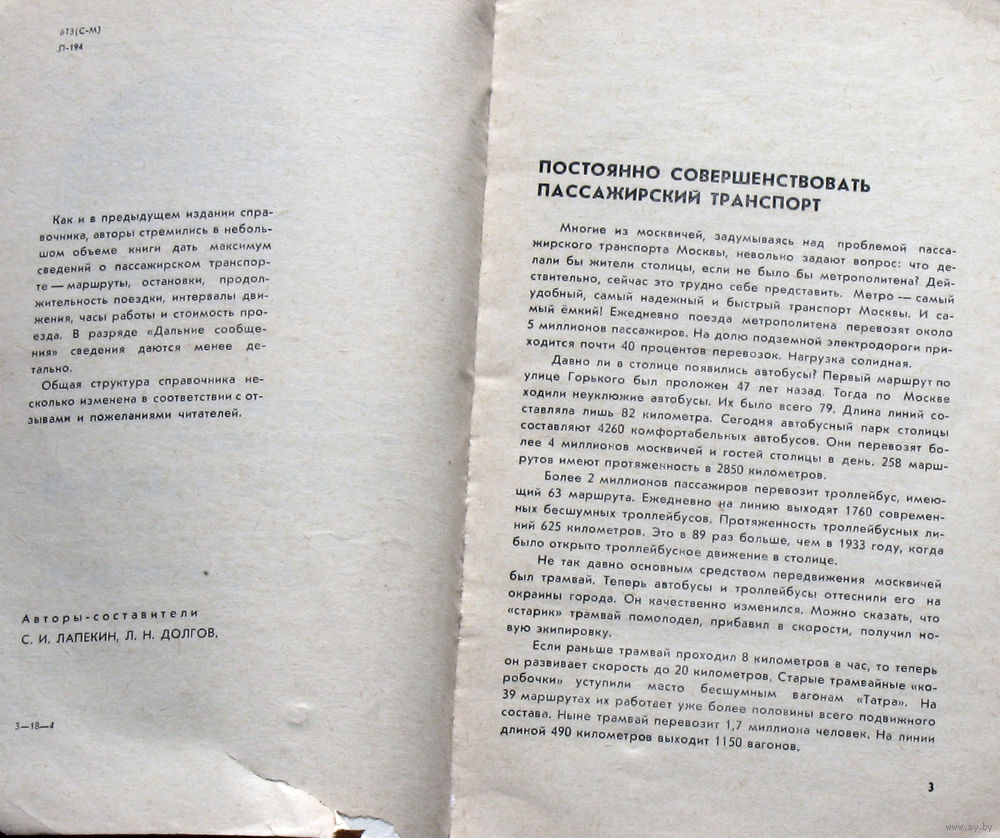 6Т3(С-М)
Л-194
Как и в предыдущем издании спра-
вочника, авторы стремились в неболь-
шом объеме книги дать максимум
сведений о пассажирском транспор-
те — маршруты, остановки, продол-
жительность поездки, интервалы дви-
жения, часы работы и стоимость про-
езда. В разряде «Дальние сообще-
ния» сведения даются менее де-
тально.
Общая структура справочника не-
сколько изменена в соответствии с от-
зывами и пожеланиями читателей.
Авторы-составители
С. И. ЛАПЕКИН, Л. Н. ДОЛГОВ.
3—18—4
ПОСТОЯННО СОВЕРШЕНСТВОВАТЬ
ПАССАЖИРСКИЙ ТРАНСПОРТ
Многие из москвичей, задумываясь над проблемой пасса-
жирского транспорта Москвы, невольно задают вопрос: что де-
лали бы жители столицы, если не было бы метрополитена? Дей-
ствительно, сейчас это трудно себе представить. Метро — самый
удобный, самый надежный и быстрый транспорт Москвы. И са-
мый ёмкий! Ежедневно поезда метрополитена перевозят около
5 миллионов пассажиров. На долю подземной электродороги при-
ходится почти 40 процентов перевозок. Нагрузка солидная.
Давно ли в столице появились автобусы? Первый маршрут по
улице Горького был проложен 47 лет назад. Тогда по Москве
ходили неуклюжие автобусы. Их было всего 79. Длина линий со-
ставляла лишь 82 километра. Сегодня автобусный парк столицы
составляют 4260 комфортабельных автобусов. Они перевозят бо-
лее 4 миллионов москвичей и гостей столицы в день. 258 марш-
рутов имеют протяженность в 2850 километров.
Более 2 миллионов пассажиров перевозит троллейбус, имею-
щий 63 маршрута. Ежедневно на линию выходят 1760 современ-
ных бесшумных троллейбусов. Протяженность троллейбусных ли-
ний 625 километров. Это в 89 раз больше, чем в 1933 году, когда
было открыто троллейбусное движение в столице.
Не так давно основным средством передвижения москвичей
был трамвай. Теперь автобусы и троллейбусы оттеснили его на
окраины города. Он качественно изменился. Можно сказать, что
«старик» трамвай помолодел, прибавил в скорости, получил но-
вую экипировку.
Если раньше трамвай проходил 8 километров в час, то теперь
он развивает скорость до 20 километров. Старые трамвайные «ко-
робочки» уступили место бесшумным вагонам «Татра». На
39 маршрутах их работает уже более половины всего подвижного
состава. Ныне трамвай перевозит 1,7 миллиона человек. На линии
длиной 490 километров выходит 1150 вагонов.
3
www.ay.by